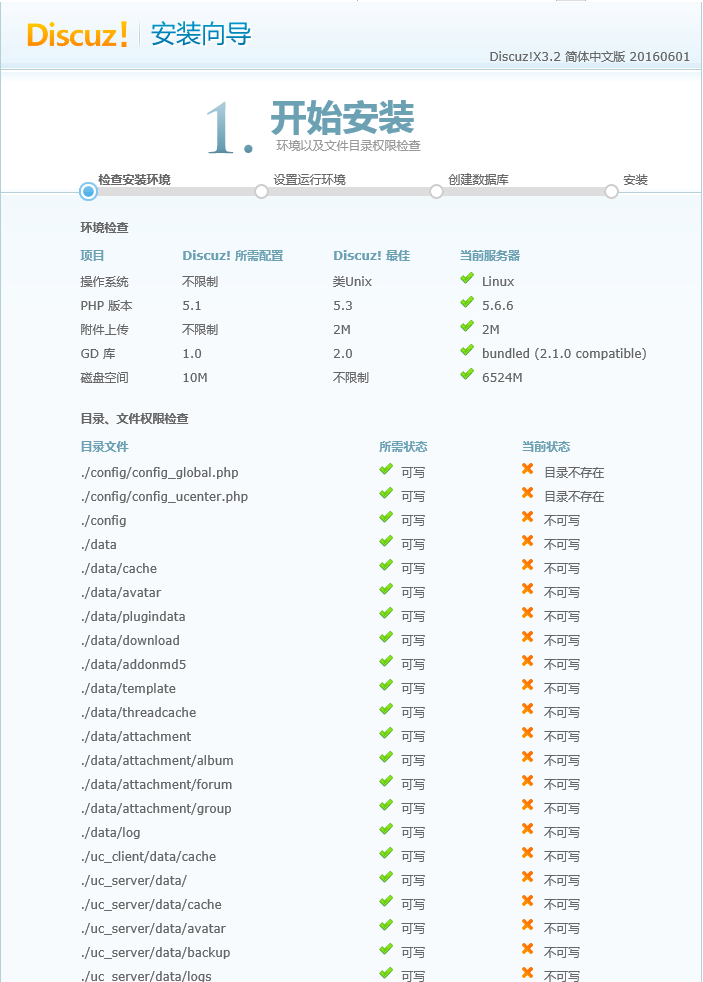 Discuz! 安装向导
Discuz!X3.2 简体中文版 20160601
1. 开始安装
环境以及文件目录权限检查
检查安装环境 设置运行环境 创建数据库 安装
环境检查
项目 Discuz! 所需配置 Discuz! 最佳 当前服务器
操作系统 不限制 类Unix Linux
PHP 版本 5.1 5.3 5.6.6
附件上传 不限制 2M 2M
GD 库 1.0 2.0 bundled (2.1.0 compatible)
磁盘空间 10M 不限制 6524M
目录、文件权限检查
目录文件 所需状态 当前状态
./config/config_global.php 可写 目录不存在
./config/config_ucenter.php 可写 目录不存在
./config 可写 不可写
./data 可写 不可写
./data/cache 可写 不可写
./data/avatar 可写 不可写
./data/plugindata 可写 不可写
./data/download 可写 不可写
./data/addonmd5 可写 不可写
./data/template 可写 不可写
./data/threadcache 可写 不可写
./data/attachment 可写 不可写
./data/attachment/album 可写 不可写
./data/attachment/forum 可写 不可写
./data/attachment/group 可写 不可写
./data/log 可写 不可写
./uc_client/data/cache 可写 不可写
./uc_server/data/ 可写 不可写
./uc_server/data/cache 可写 不可写
./uc_server/data/avatar 可写 不可写
./uc_server/data/backup 可写 不可写
./uc_server/data/logs 可写 不可写